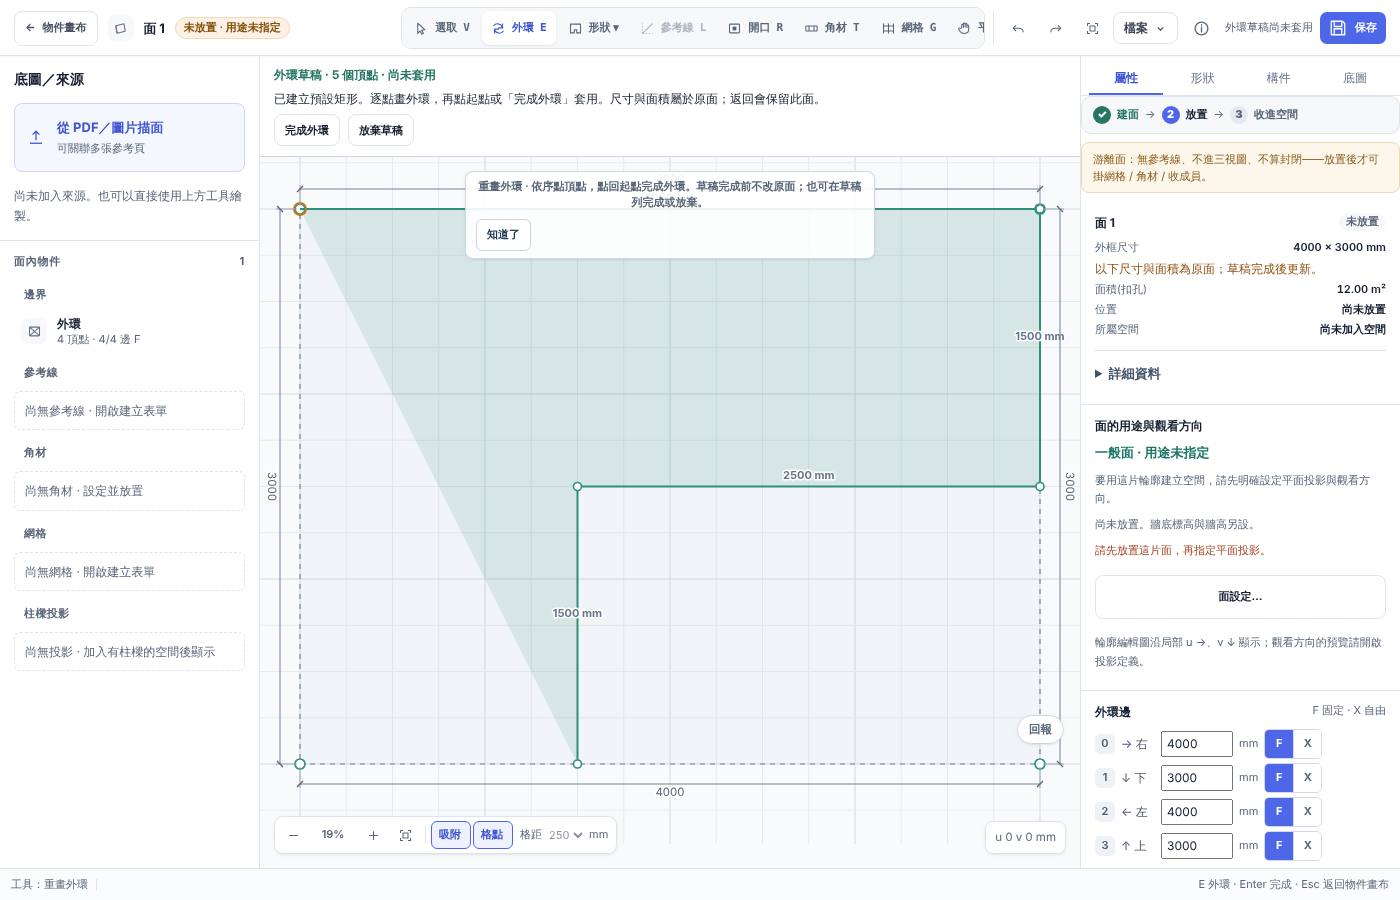 ← 物件畫布
面 1
未放置 · 用途未指定
選取 V
外環 E
形狀 ▾
參考線 L
開口 R
角材 T
網格 G
檔案
外環草稿尚未套用
保存
底圖／來源
從 PDF／圖片描面
可關聯多張參考頁
尚未加入來源。也可以直接使用上方工具繪
製。
面內物件
1
邊界
外環
4 頂點 · 4/4 邊 F
參考線
尚無參考線 · 開啟建立表單
角材
尚無角材 · 設定並放置
網格
尚無網格 · 開啟建立表單
柱樑投影
尚無投影 · 加入有柱樑的空間後顯示
外環草稿 · 5 個頂點 · 尚未套用
已建立預設矩形。逐點畫外環，再點起點或「完成外環」套用。尺寸與面積屬於原面；返回會保留此面。
完成外環
放棄草稿
重畫外環 · 依序點頂點，點回起點完成外環。草稿完成前不改原面；也可在草稿
列完成或放棄。
知道了
1500 mm
3000
2500 mm
3000
1500 mm
回報
4000
19%
吸附
格點
格距
250
mm
u 0 v 0 mm
屬性
形狀
構件
底圖
建面 → 2 放置 → 3 收進空間
游離面：無參考線、不進三視圖、不算封閉——放置後才可
掛網格 / 角材 / 收成員。
面 1
未放置
外框尺寸
4000 × 3000 mm
以下尺寸與面積為原面；草稿完成後更新。
面積(扣孔)
12.00 m²
位置
尚未放置
所屬空間
尚未加入空間
▶ 詳細資料
面的用途與觀看方向
一般面 · 用途未指定
要用這片輪廓建立空間，請先明確設定平面投影與觀看方
向。
尚未放置。牆底標高與牆高另設。
請先放置這片面，再指定平面投影。
面設定...
輪廓編輯圖沿局部 u →、v ↓ 顯示；觀看方向的預覽請開啟
投影定義。
外環邊
F 固定 · X 自由
0 → 右 4000 mm F X
1 ↓ 下 3000 mm F X
2 ← 左 4000 mm F X
3 ↑ 上 3000 mm F X
工具：重畫外環
E 外環 · Enter 完成 · Esc 返回物件畫布